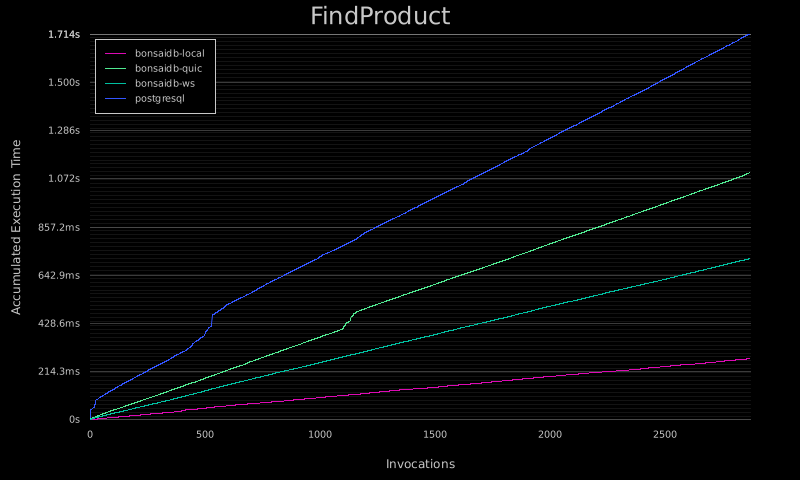 FindProduct
1.714s
bonsaidb-local
bonsaidb-quic
bonsaidb-ws
postgresql
1.500s
1.286s
1.072s
857.2ms
642.9ms
428.6ms
214.3ms
0s
Accumulated Execution Time
0 500 1000 1500 2000 2500
Invocations